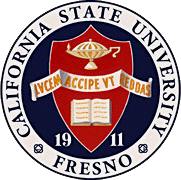 CALIFORNIA STATE UNIVERSITY
LVCEM ACCIPE VT REDDAS
19 11
FRESNO